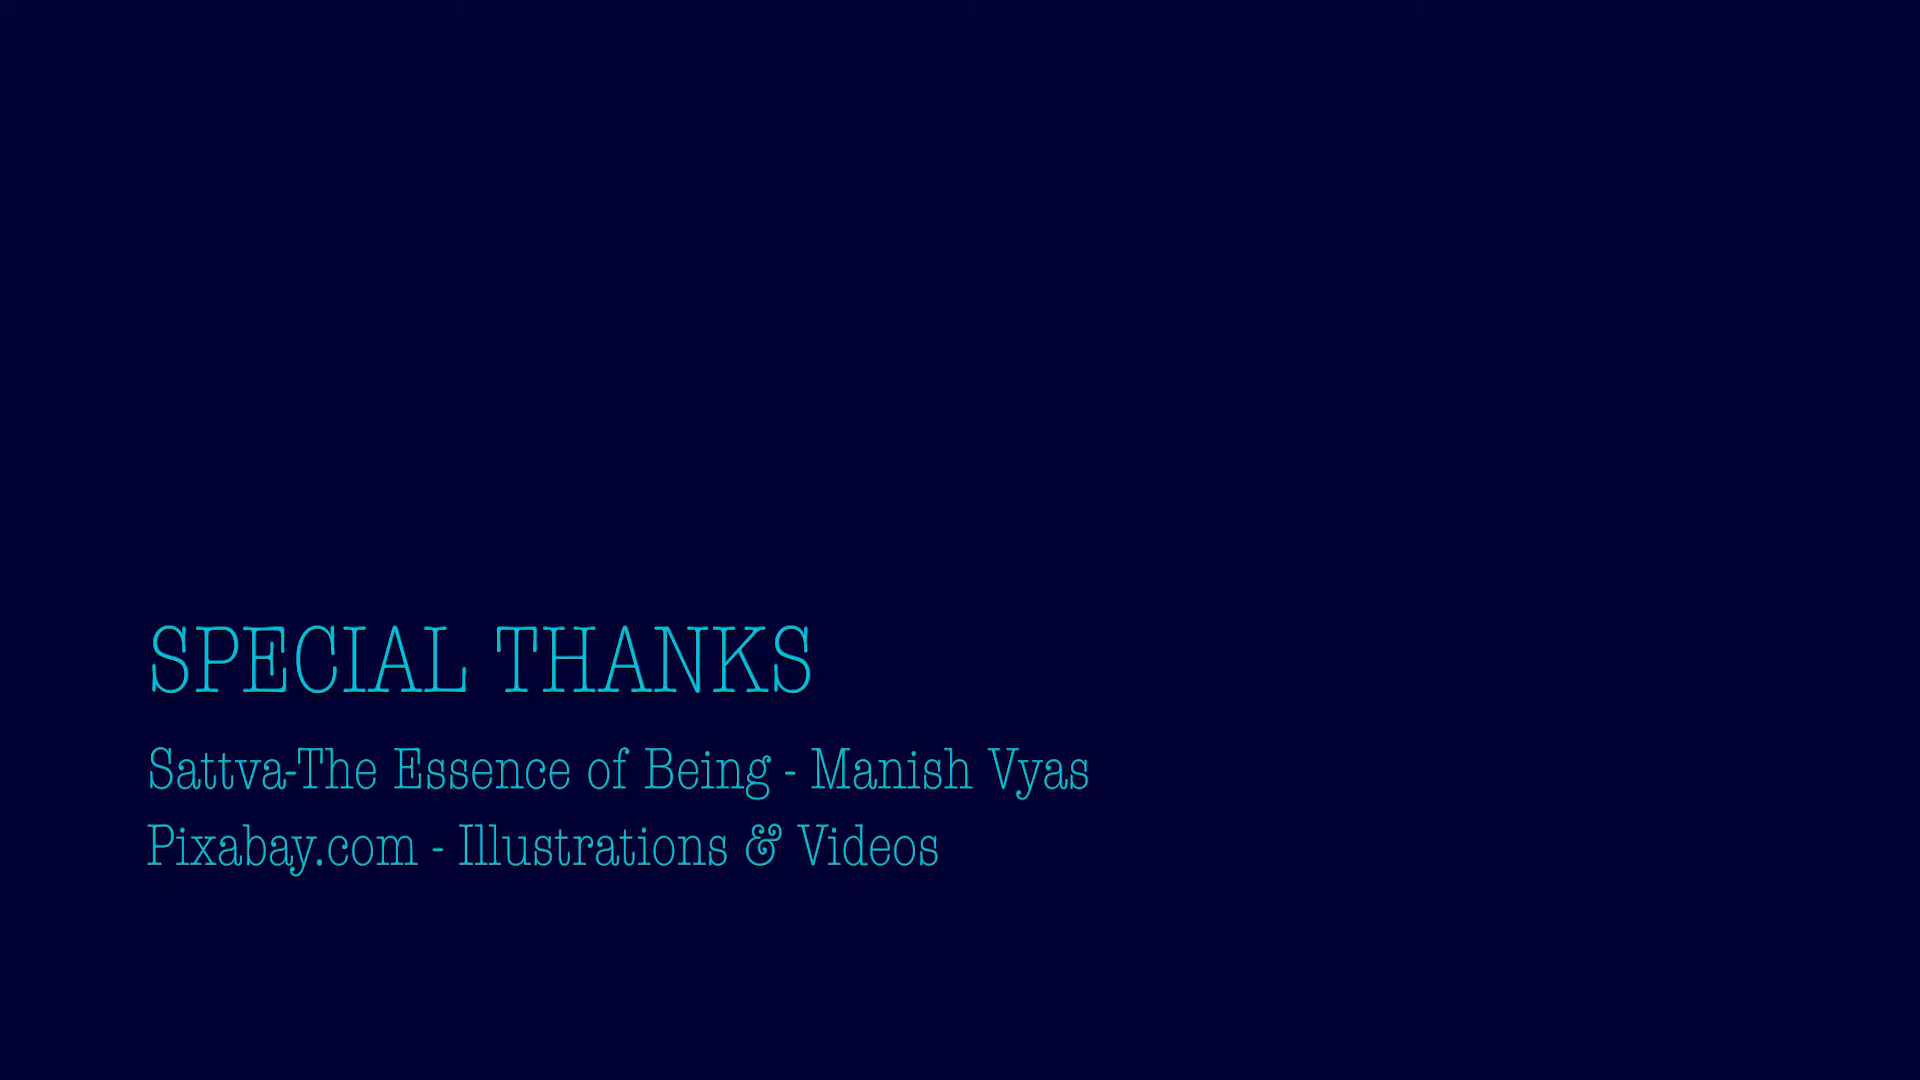 SPECIAL THANKS
Sattva-The Essence of Being - Manish Vyas
Pixabay.com - Illustrations & Videos